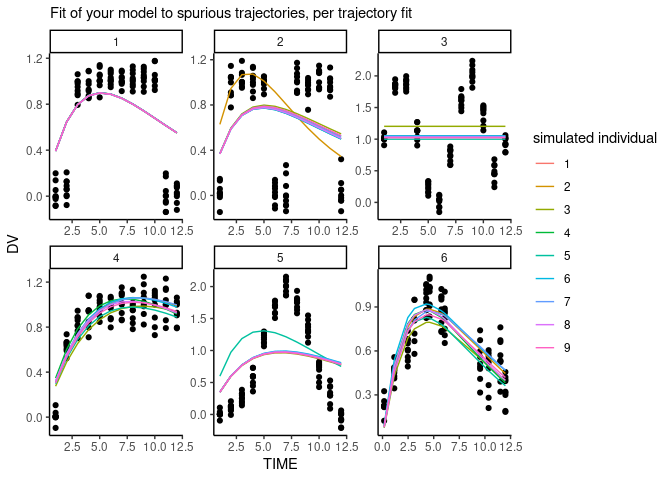 Fit of your model to spurious trajectories, per trajectory fit
1 2 3
1.2 0.8 0.4 0.0
1.2 0.8 0.4 0.0
2.0 1.5 1.0 0.5 0.0
2.5 5.0 7.5 10.0 12.5 2.5 5.0 7.5 10.0 12.5 2.5 5.0 7.5 10.0 12.5
4 5 6
1.2 0.8 0.4 0.0
2.0 1.5 1.0 0.5 0.0
0.9 0.6 0.3
2.5 5.0 7.5 10.0 12.5 2.5 5.0 7.5 10.0 12.5 0.0 2.5 5.0 7.5 10.0 12.5
DV
TIME
simulated individual
1
2
3
4
5
6
7
8
9